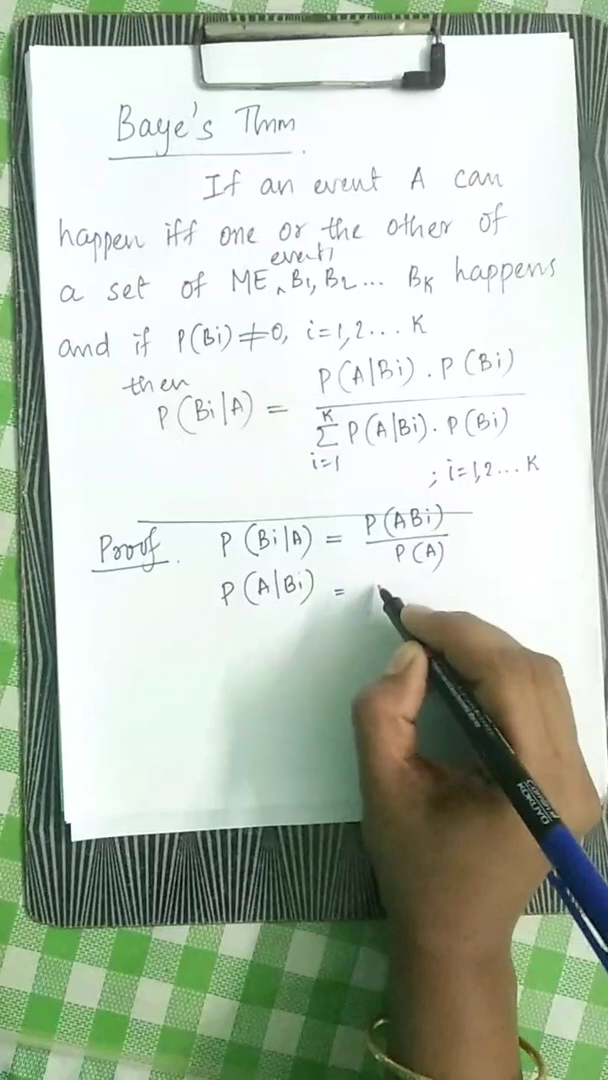 Baye's Thm
If an event A can
happen iff one or the other of
a set of ME ^ events B1, B2 ... BK happens
and if P(Bi) ≠ 0, i=1,2...K
then
P(Bi|A) = P(A|Bi) . P(Bi) / K Σ i=1 P(A|Bi) . P(Bi)
; i=1,2...K
Proof. P(Bi|A) = P(ABi) / P(A)
P(A|Bi) =
KOKUYO